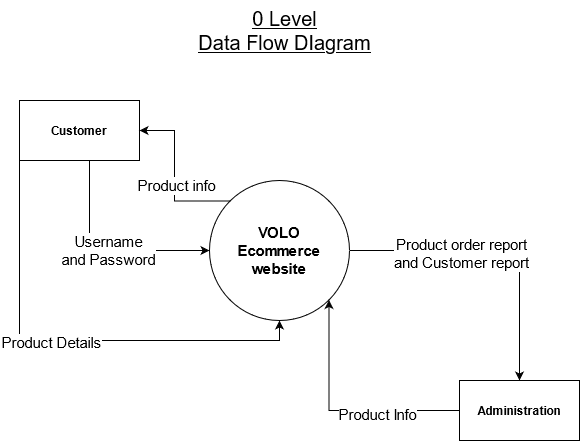 0 Level
Data Flow DIagram
Customer
Product info
Username
and Password
VOLO
Ecommerce
website
Product order report
and Customer report
Product Details
Product Info
Administration